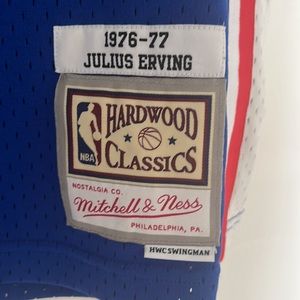 1976-77
JULIUS ERVING
HARDWOOD
NBA
CLASSICS
NOSTALGIA CO.
Mitchell & Ness
PHILADELPHIA, PA.
HWC SWINGMAN